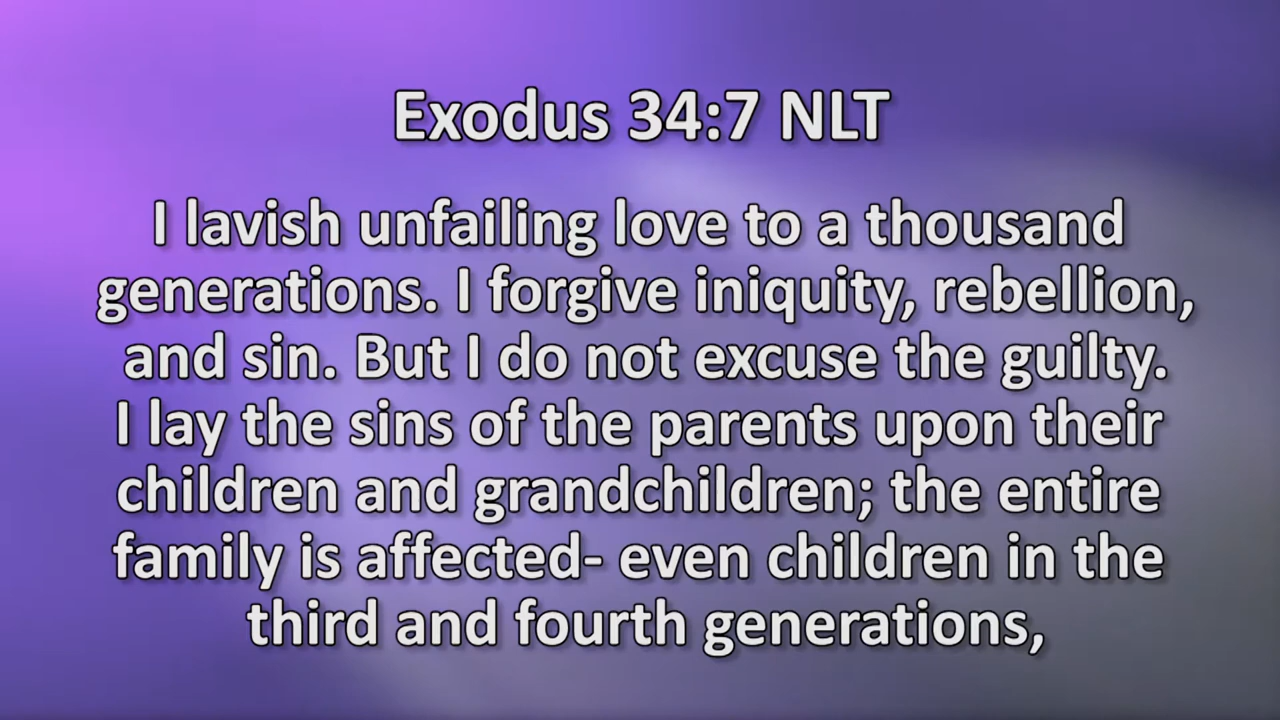 Exodus 34:7 NLT
I lavish unfailing love to a thousand
generations. I forgive iniquity, rebellion,
and sin. But I do not excuse the guilty.
I lay the sins of the parents upon their
children and grandchildren; the entire
family is affected- even children in the
third and fourth generations,